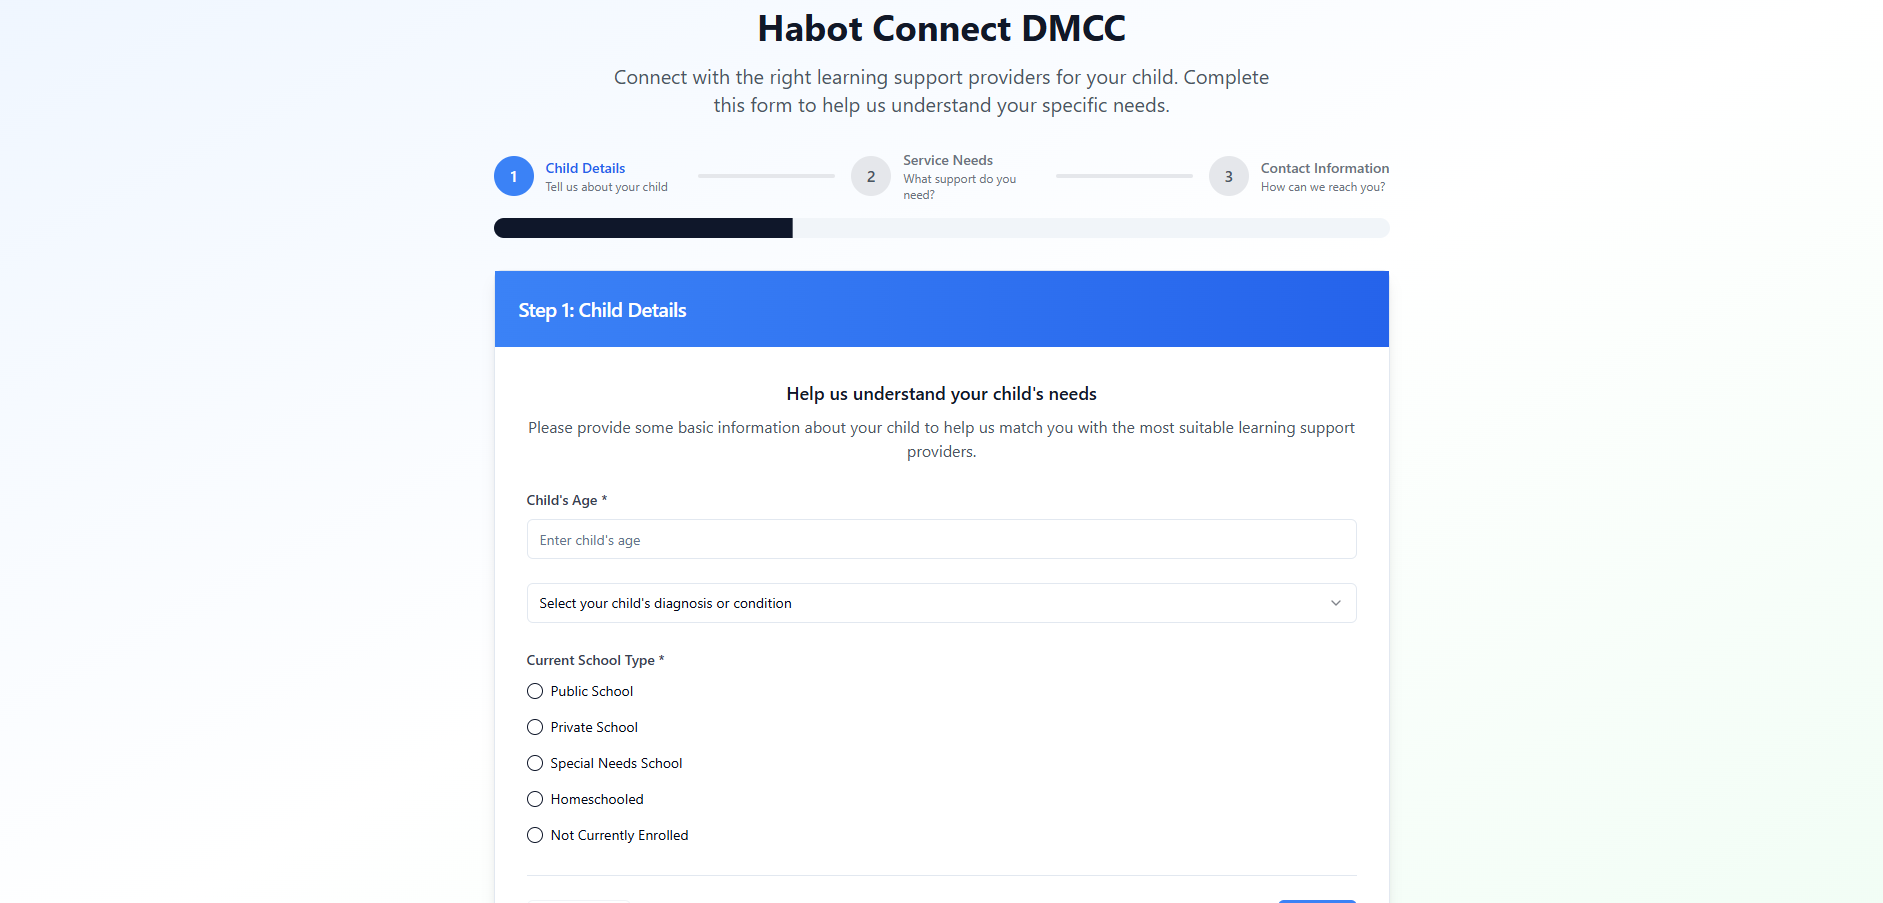 Habot Connect DMCC
Connect with the right learning support providers for your child. Complete
this form to help us understand your specific needs.
1
Child Details
Tell us about your child
2
Service Needs
What support do you
need?
3
Contact Information
How can we reach you?
Step 1: Child Details
Help us understand your child's needs
Please provide some basic information about your child to help us match you with the most suitable learning support
providers.
Child's Age *
Enter child's age
Select your child's diagnosis or condition
Current School Type *
Public School
Private School
Special Needs School
Homeschooled
Not Currently Enrolled